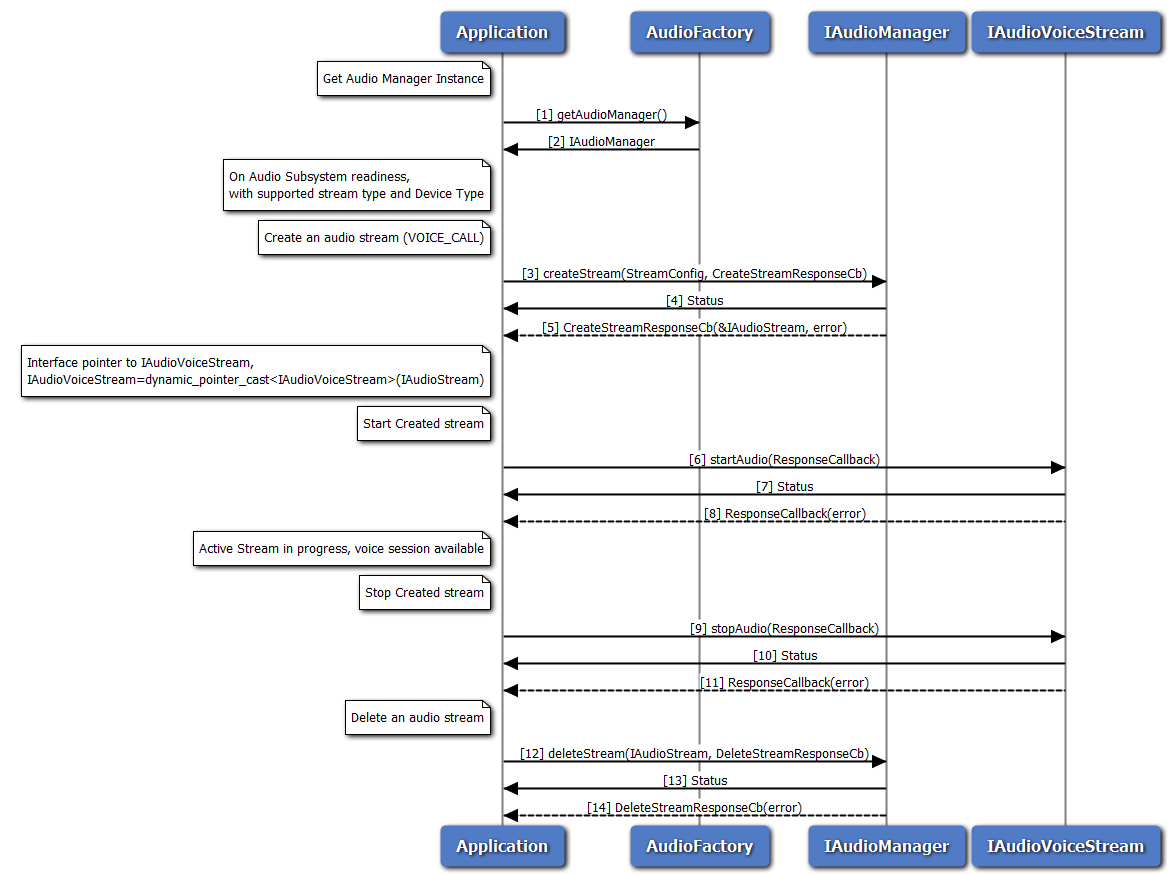 Application
AudioFactory
IAudioManager
IAudioVoiceStream
Get Audio Manager Instance
[1] getAudioManager()
[2] IAudioManager
On Audio Subsystem readiness,
with supported stream type and Device Type
Create an audio stream (VOICE_CALL)
[3] createStream(StreamConfig, CreateStreamResponseCb)
[4] Status
[5] CreateStreamResponseCb(&IAudioStream, error)
Interface pointer to IAudioVoiceStream,
IAudioVoiceStream=dynamic_pointer_cast<IAudioVoiceStream>(IAudioStream)
Start Created stream
[6] startAudio(ResponseCallback)
[7] Status
[8] ResponseCallback(error)
Active Stream in progress, voice session available
Stop Created stream
[9] stopAudio(ResponseCallback)
[10] Status
[11] ResponseCallback(error)
Delete an audio stream
[12] deleteStream(IAudioStream, DeleteStreamResponseCb)
[13] Status
[14] DeleteStreamResponseCb(error)
Application
AudioFactory
IAudioManager
IAudioVoiceStream